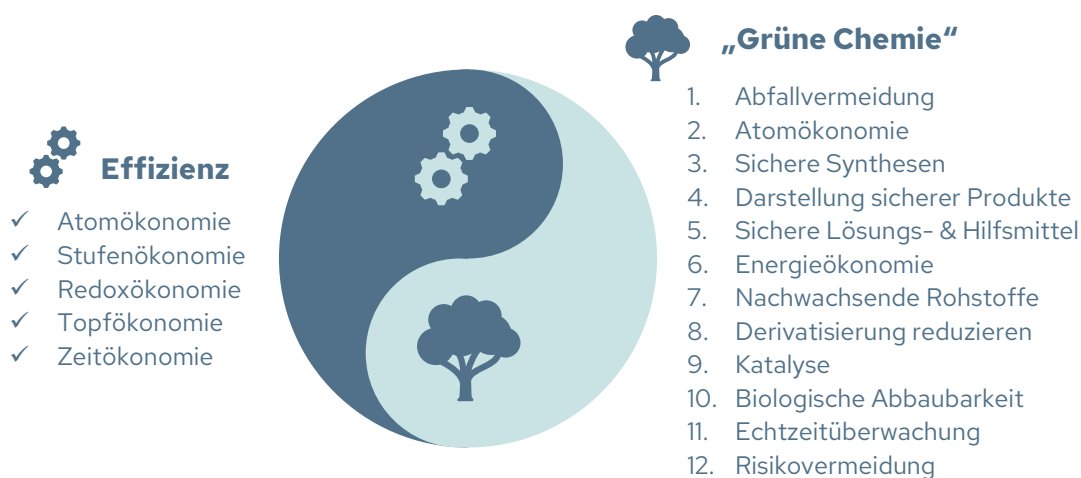 Effizienz
✓ Atomökonomie
✓ Stufenökonomie
✓ Redoxökonomie
✓ Topfökonomie
✓ Zeitökonomie
„Grüne Chemie“
1. Abfallvermeidung
2. Atomökonomie
3. Sichere Synthesen
4. Darstellung sicherer Produkte
5. Sichere Lösungs- & Hilfsmittel
6. Energieökonomie
7. Nachwachsende Rohstoffe
8. Derivatisierung reduzieren
9. Katalyse
10. Biologische Abbaubarkeit
11. Echtzeitüberwachung
12. Risikovermeidung